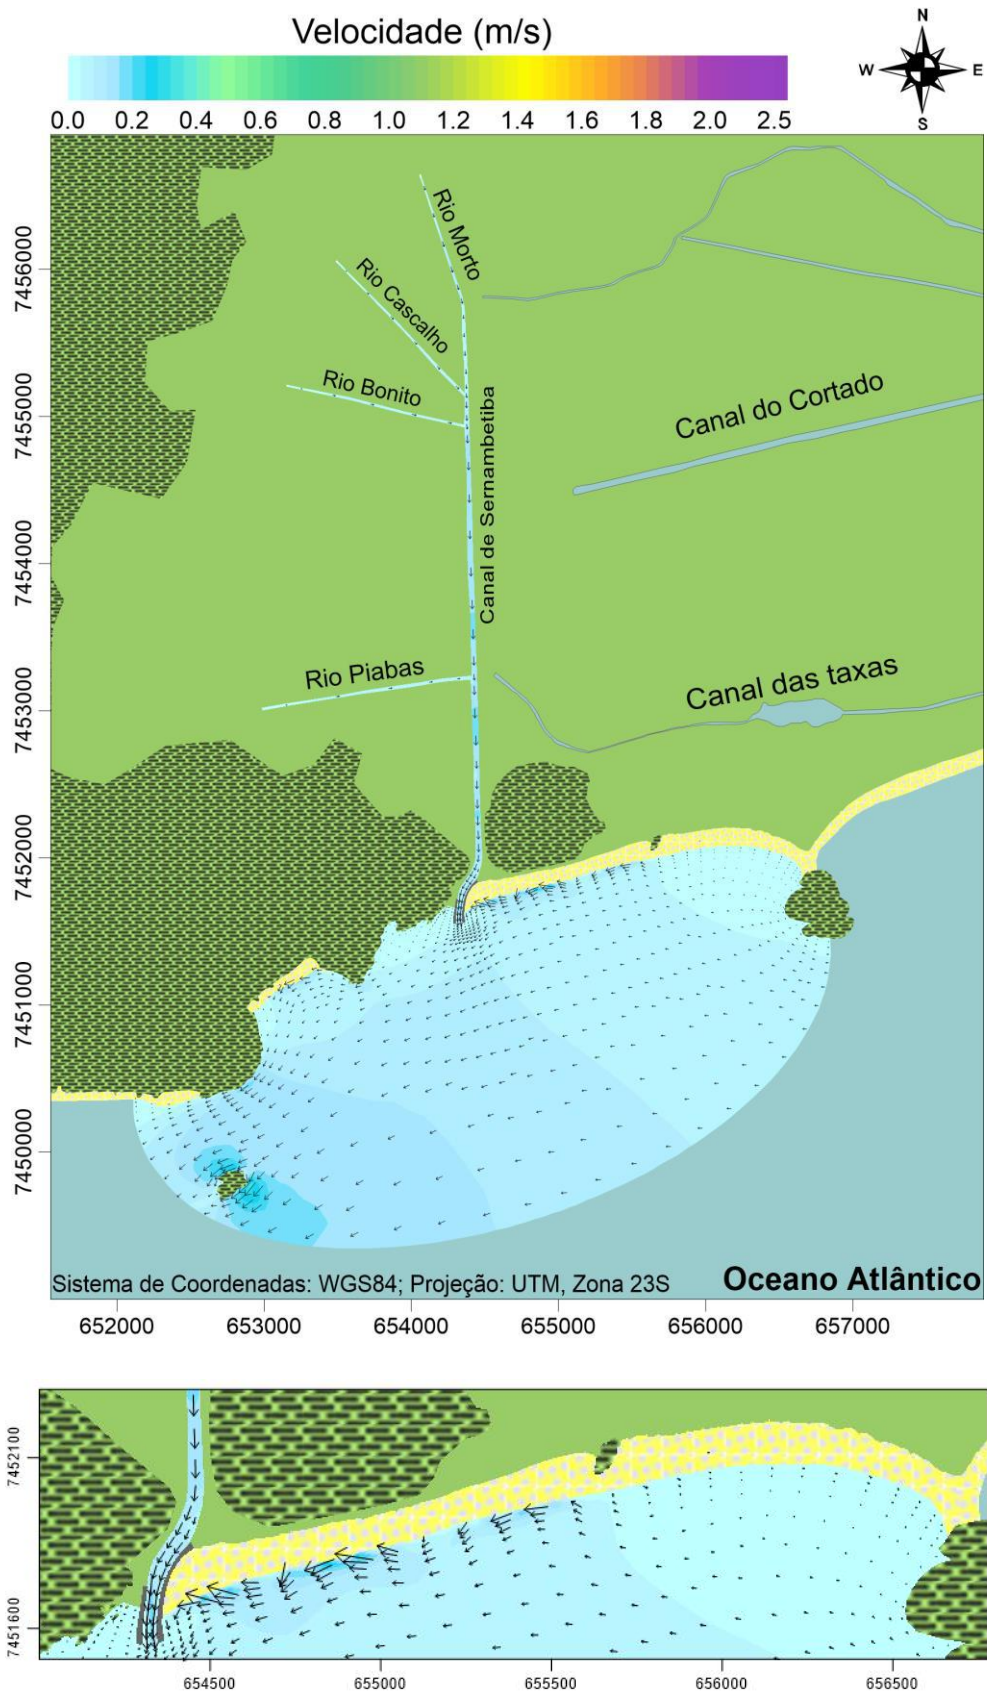 Velocidade (m/s)
0.0 0.2 0.4 0.6 0.8 1.0 1.2 1.4 1.6 1.8 2.0 2.5
N
W E
S
7456000
7455000
7454000
7453000
7452000
7451000
7450000
Rio Morto
Rio Cascalho
Rio Bonito
Canal de Sernambetiba
Canal do Cortado
Rio Piabas
Canal das taxas
Sistema de Coordenadas: WGS84; Projeção: UTM, Zona 23S
Oceano Atlântico
652000 653000 654000 655000 656000 657000
7452100
7451600
654500 655000 655500 656000 656500